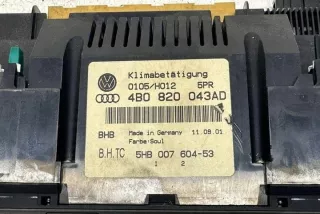 Klimabetätigung
0105/H012 5PR
4B0 820 043AD
BHB Made in Germany 11.09.01
Farbe:Soul
B.H.TC 5HB 007 604-53
1 2